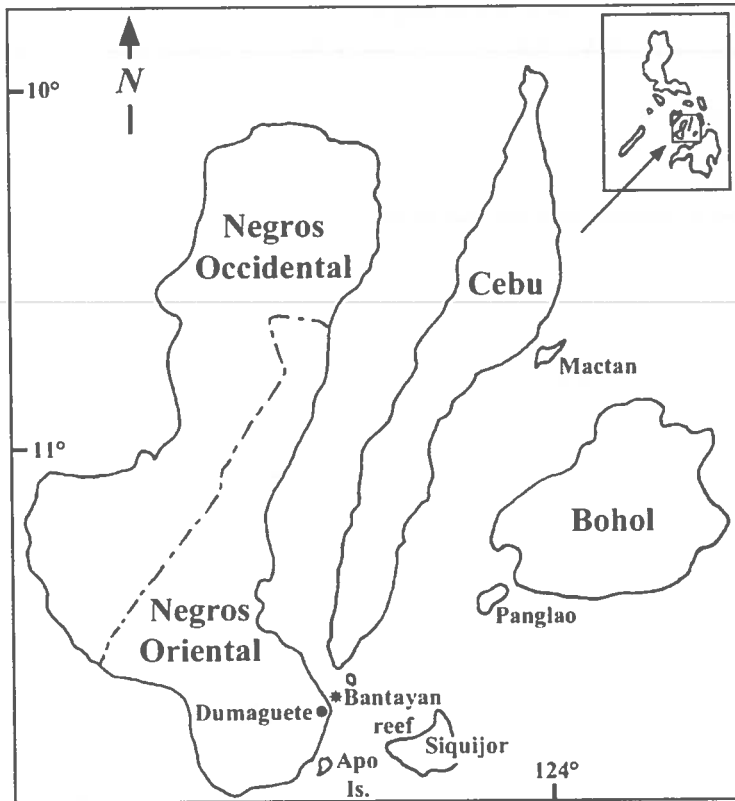 N
10°
Negros
Occidental
Cebu
Mactan
11°
Bohol
Negros
Oriental
Panglao
Bantayan
reef
Dumaguete
Siquijor
Apo
Is.
124°